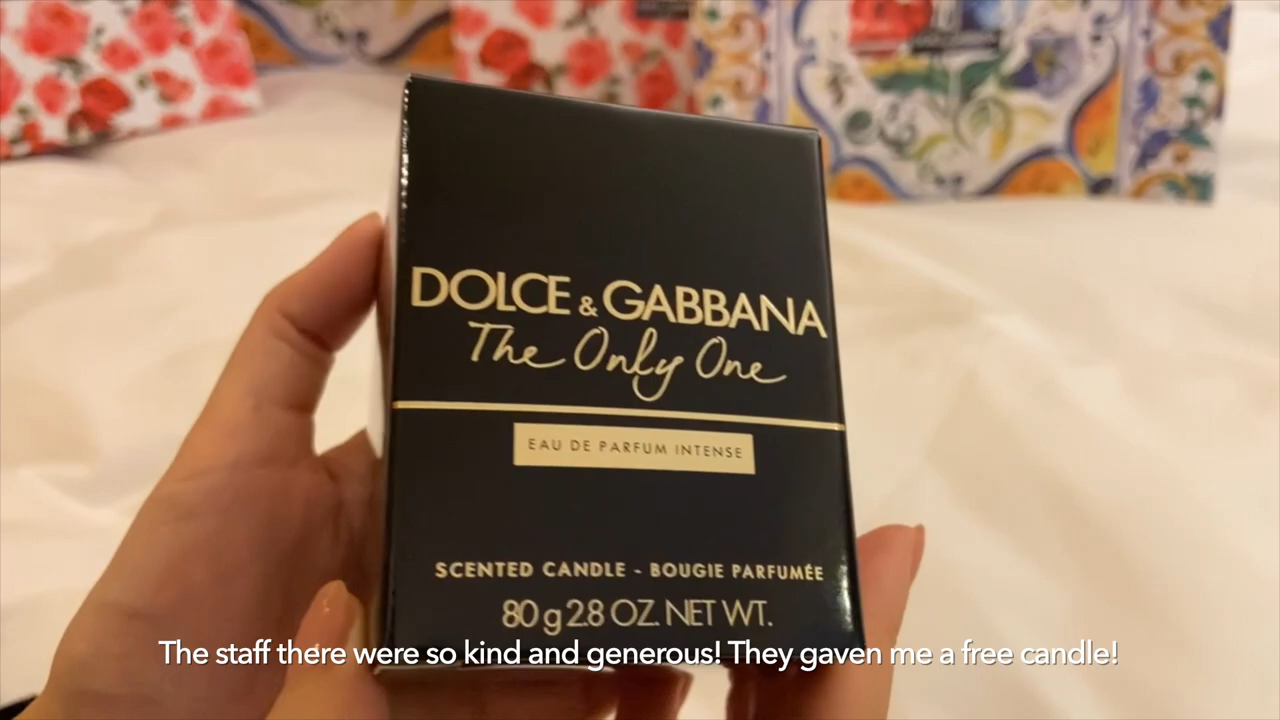 DOLCE & GABBANA
The Only One
EAU DE PARFUM INTENSE
SCENTED CANDLE - BOUGIE PARFUMÉE
80 g 2.8 OZ. NET WT.
The staff there were so kind and generous! They gaven me a free candle!